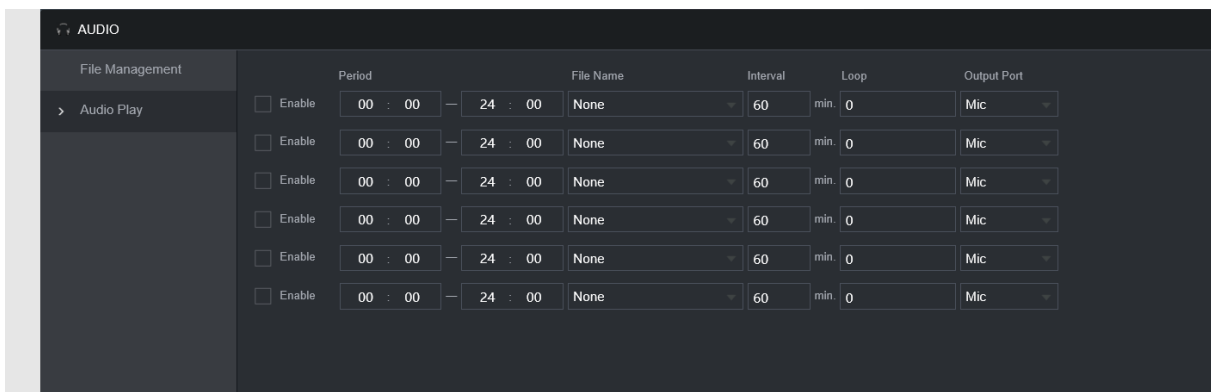 AUDIO
File Management
Audio Play
Period File Name Interval Loop Output Port
Enable 00 : 00 — 24 : 00 None 60 min. 0 Mic
Enable 00 : 00 — 24 : 00 None 60 min. 0 Mic
Enable 00 : 00 — 24 : 00 None 60 min. 0 Mic
Enable 00 : 00 — 24 : 00 None 60 min. 0 Mic
Enable 00 : 00 — 24 : 00 None 60 min. 0 Mic
Enable 00 : 00 — 24 : 00 None 60 min. 0 Mic